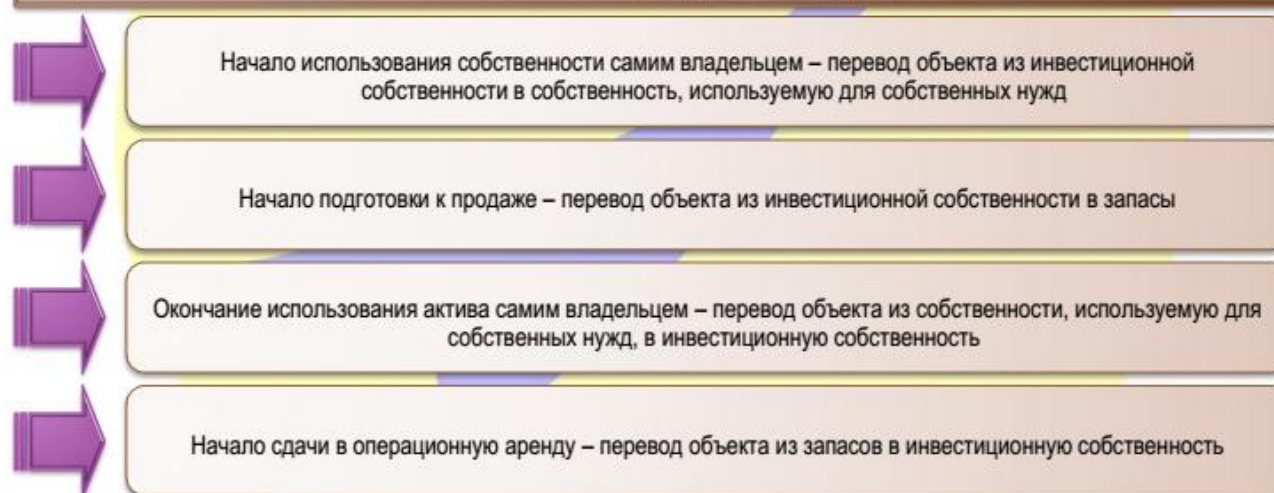 Начало использования собственности самим владельцем – перевод объекта из инвестиционной
собственности в собственность, используемую для собственных нужд
Начало подготовки к продаже – перевод объекта из инвестиционной собственности в запасы
Окончание использования актива самим владельцем – перевод объекта из собственности, используемую для
собственных нужд, в инвестиционную собственность
Начало сдачи в операционную аренду – перевод объекта из запасов в инвестиционную собственность